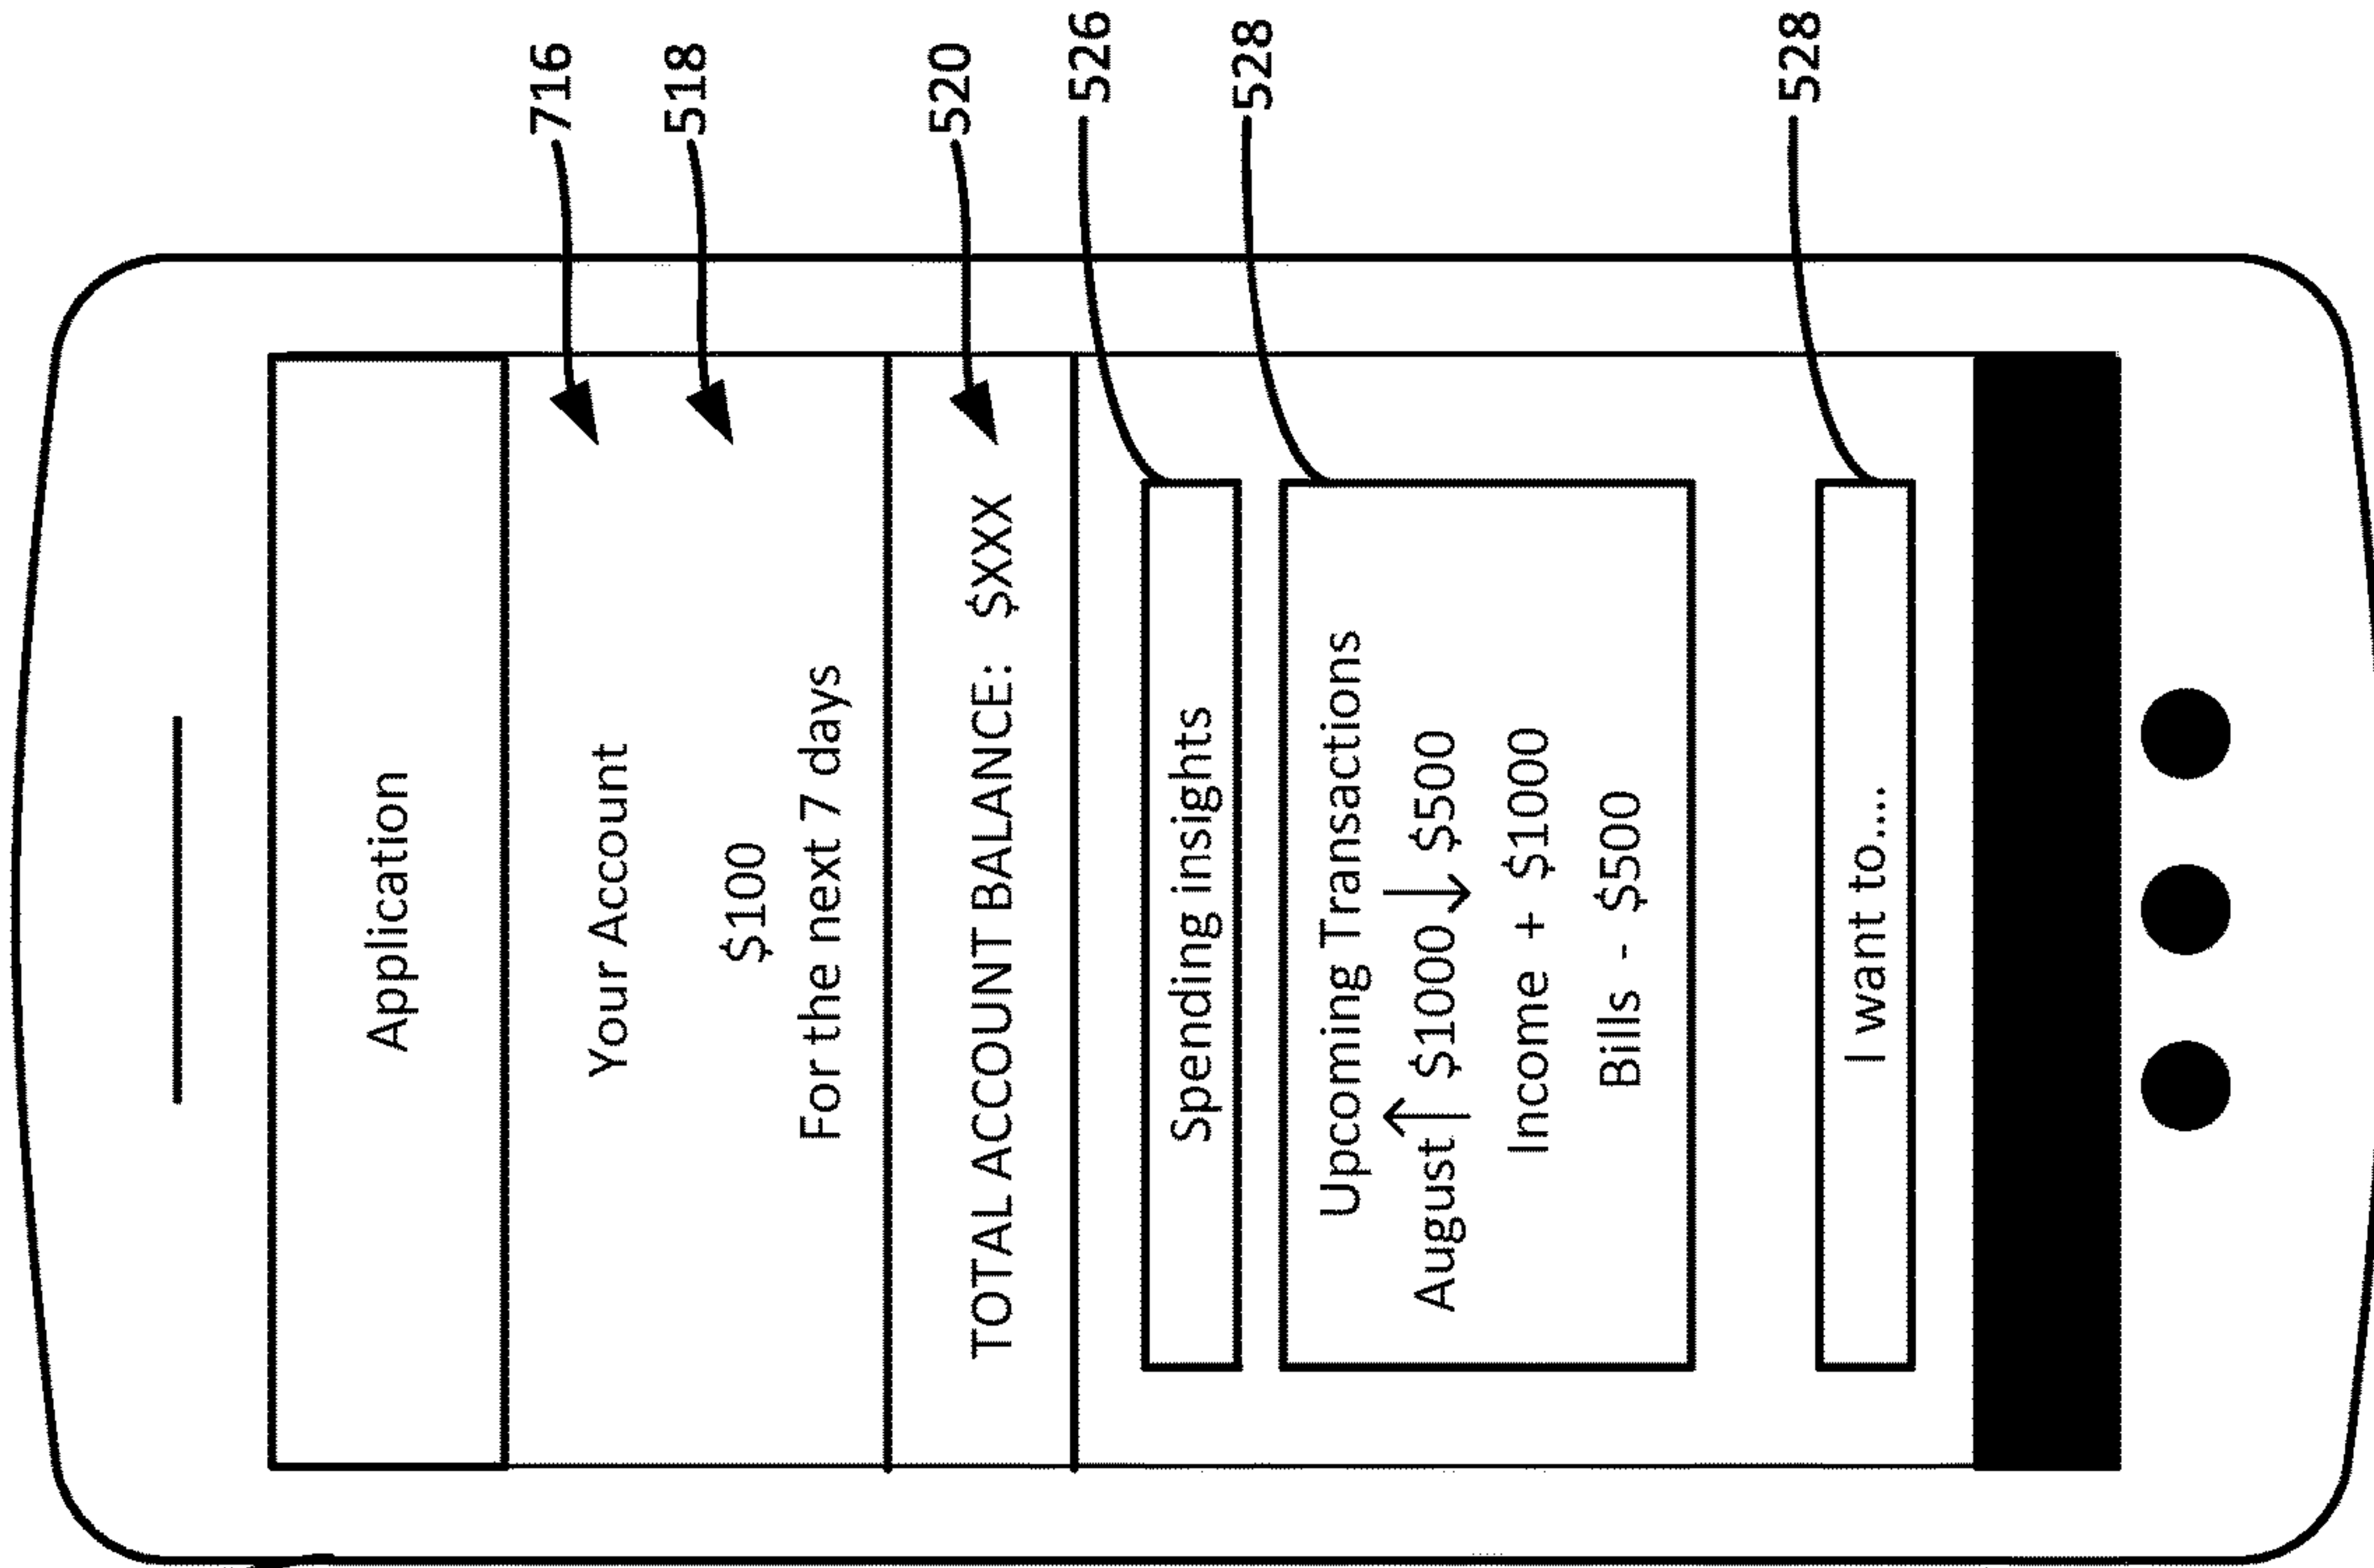 Application
Your Account
716
$100
518
For the next 7 days
TOTAL ACCOUNT BALANCE: $XXX
520
Spending insights
526
Upcoming Transactions
528
August ↑ $1000 ↓ $500
Income + $1000
Bills - $500
I want to....
528